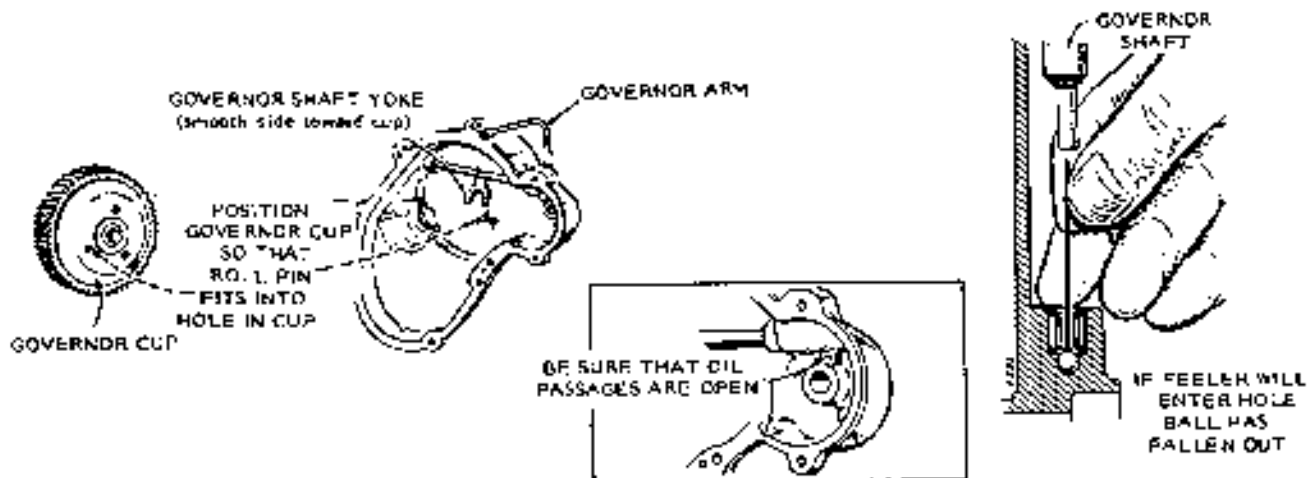 GOVERNOR SHAFT YOKE
(smooth side toward cup)
GOVERNOR ARM
POSITION
GOVERNOR CUP
SO THAT
ROLL PIN
FITS INTO
HOLE IN CUP
GOVERNOR CUP
BE SURE THAT OIL
PASSAGES ARE OPEN
GOVERNOR
SHAFT
IF FEELER WILL
ENTER HOLE
BALL HAS
FALLEN OUT